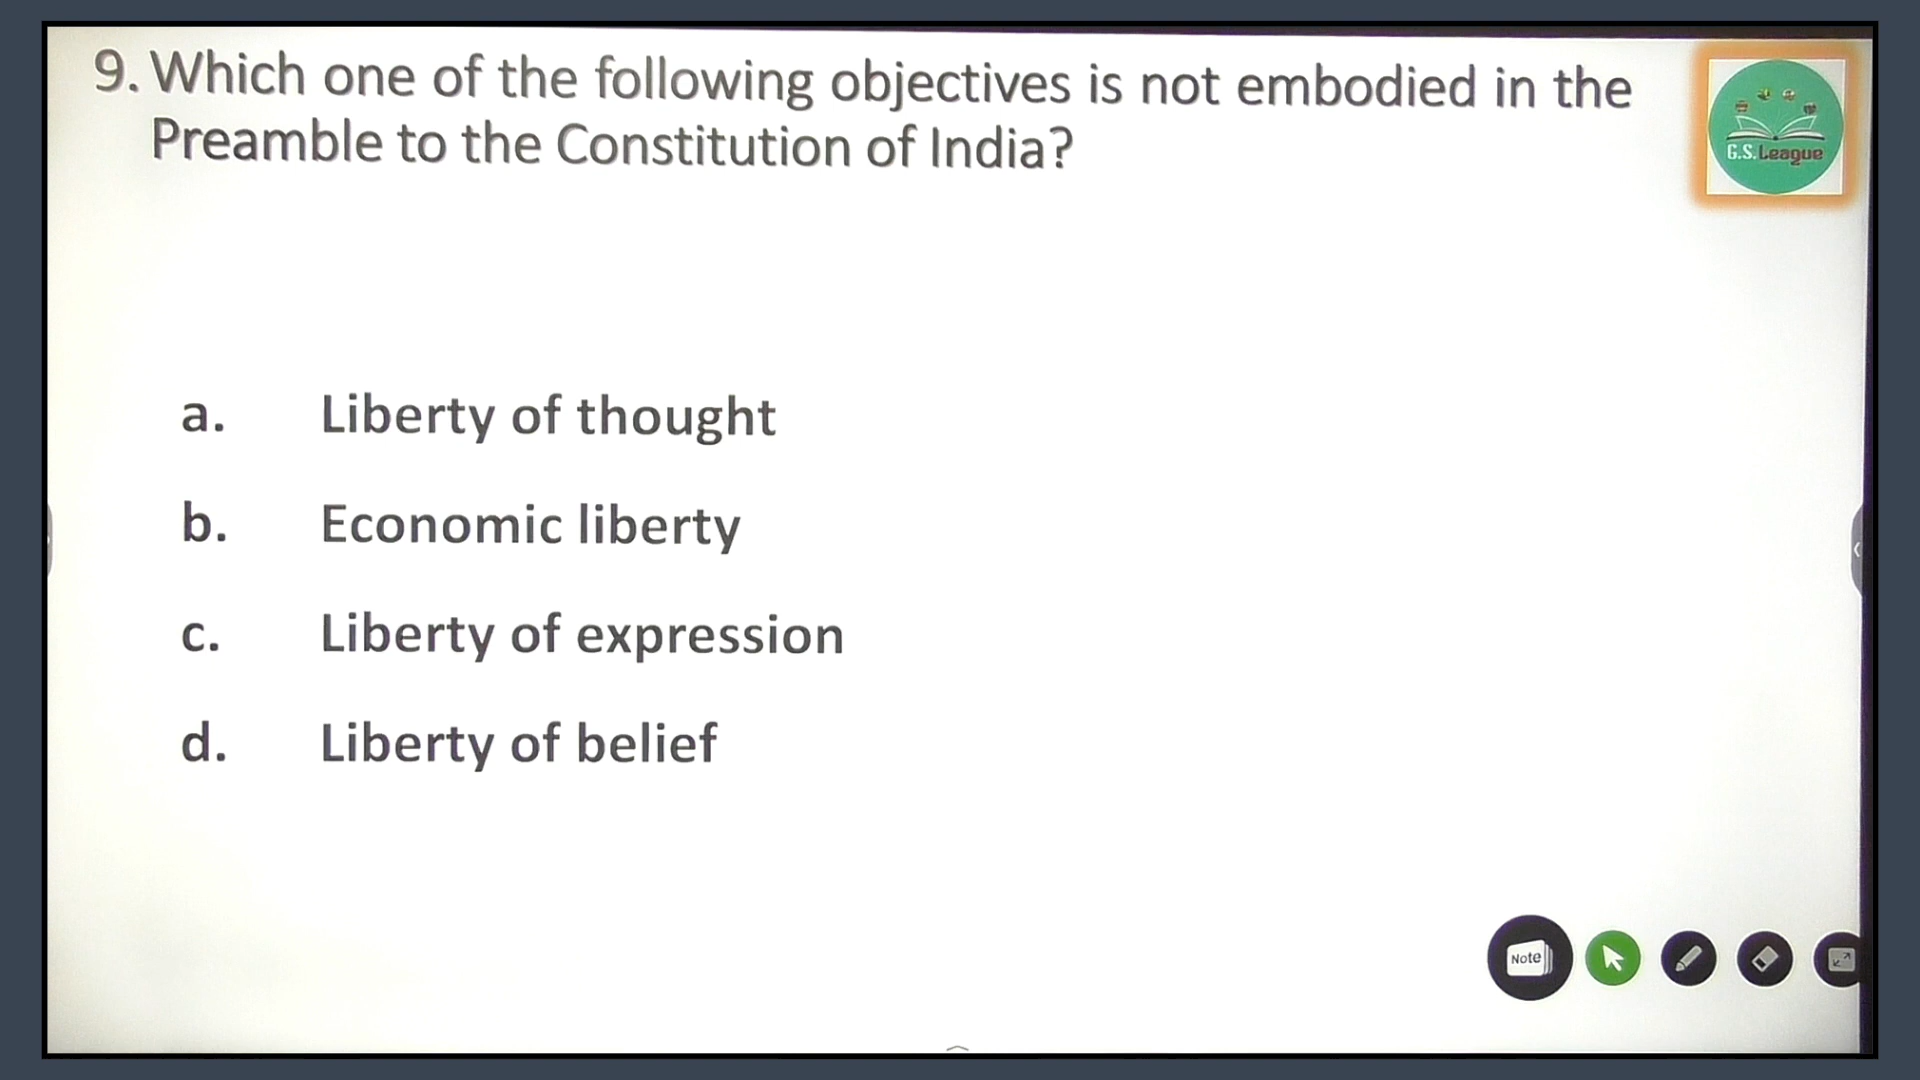 9. Which one of the following objectives is not embodied in the
Preamble to the Constitution of India?
G.S.League
a. Liberty of thought
b. Economic liberty
c. Liberty of expression
d. Liberty of belief
Note